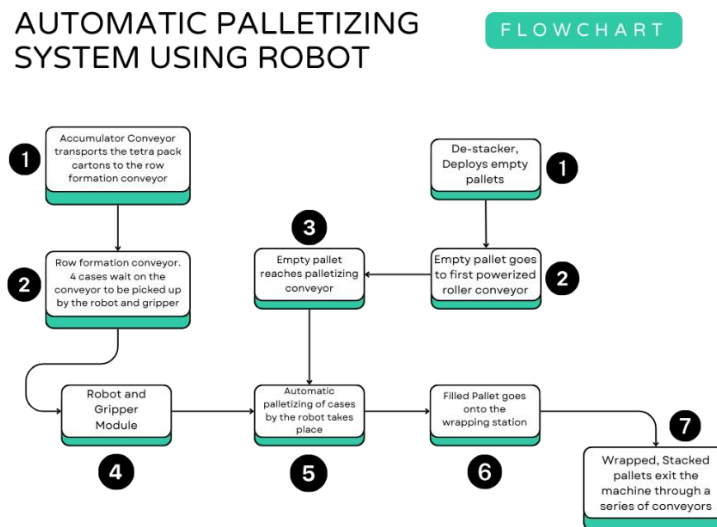 AUTOMATIC PALLETIZING
SYSTEM USING ROBOT
FLOWCHART
1
Accumulator Conveyor
transports the tetra pack
cartons to the row
formation conveyor
De-stacker,
Deploys empty
pallets
1
2
Row formation conveyor.
4 cases wait on the
conveyor to be picked up
by the robot and gripper
3
Empty pallet
reaches palletizing
conveyor
Empty pallet goes
to first powerized
roller conveyor
2
Robot and
Gripper
Module
4
Automatic
palletizing of cases
by the robot takes
place
5
Filled Pallet goes
onto the
wrapping station
6
7
Wrapped, Stacked
pallets exit the
machine through a
series of conveyors